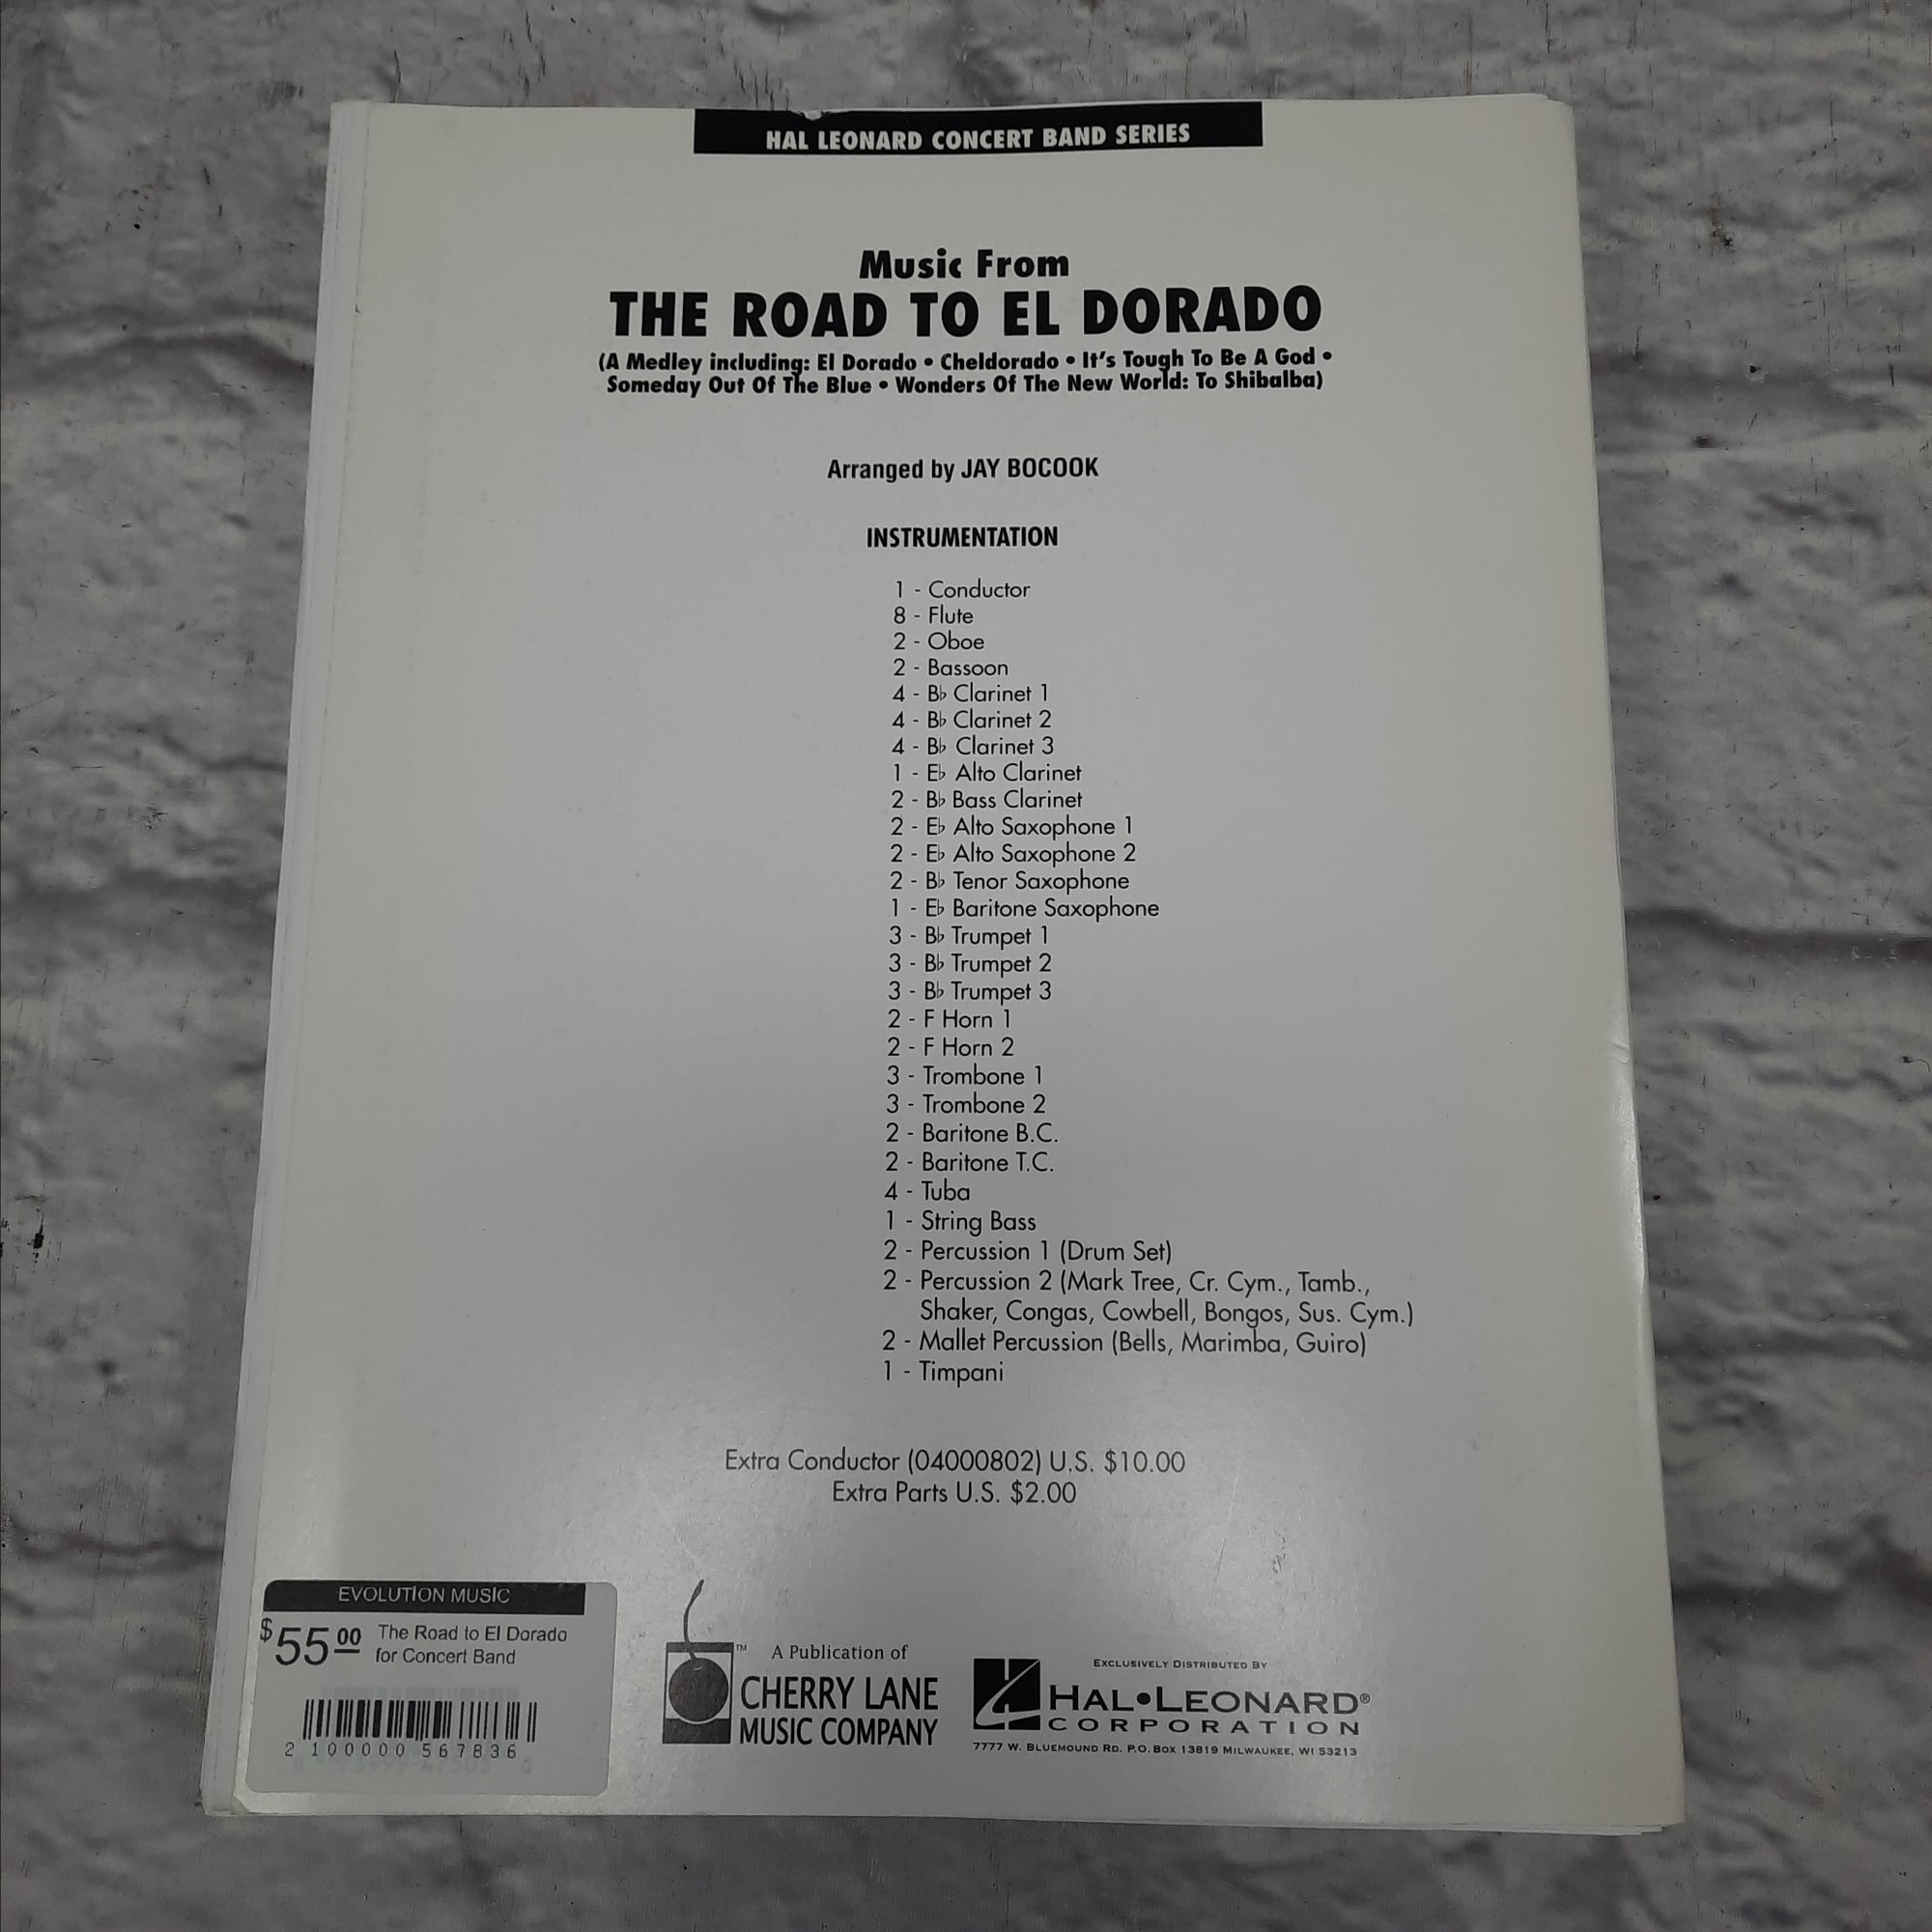 HAL LEONARD CONCERT BAND SERIES
Music From
THE ROAD TO EL DORADO
(A Medley including: El Dorado • Cheldorado • It's Tough To Be A God •
Someday Out Of The Blue • Wonders Of The New World: To Shibalba)
Arranged by JAY BOCOOK
INSTRUMENTATION
1 - Conductor
8 - Flute
2 - Oboe
2 - Bassoon
4 - B♭ Clarinet 1
4 - B♭ Clarinet 2
4 - B♭ Clarinet 3
1 - E♭ Alto Clarinet
2 - B♭ Bass Clarinet
2 - E♭ Alto Saxophone 1
2 - E♭ Alto Saxophone 2
2 - B♭ Tenor Saxophone
1 - E♭ Baritone Saxophone
3 - B♭ Trumpet 1
3 - B♭ Trumpet 2
3 - B♭ Trumpet 3
2 - F Horn 1
2 - F Horn 2
3 - Trombone 1
3 - Trombone 2
2 - Baritone B.C.
2 - Baritone T.C.
4 - Tuba
1 - String Bass
2 - Percussion 1 (Drum Set)
2 - Percussion 2 (Mark Tree, Cr. Cym., Tamb.,
Shaker, Congas, Cowbell, Bongos, Sus. Cym.)
2 - Mallet Percussion (Bells, Marimba, Guiro)
1 - Timpani
Extra Conductor (04000802) U.S. $10.00
Extra Parts U.S. $2.00
EVOLUTION MUSIC
$55.00 The Road to El Dorado
for Concert Band
2 100000 567836
™ A Publication of
CHERRY LANE
MUSIC COMPANY
EXCLUSIVELY DISTRIBUTED BY
HAL•LEONARD®
CORPORATION
7777 W. BLUEMOUND RD. P.O. BOX 13819 MILWAUKEE, WI 53213